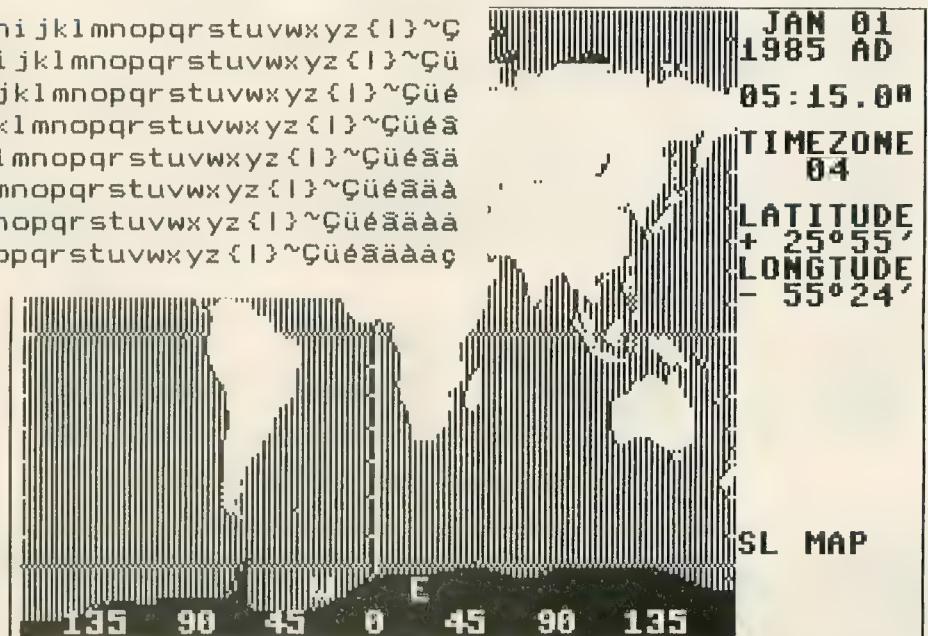 hijklmnopqrstuvwxyz{|}~Ç
ijklmnopqrstuvwxyz{|}~Çü
jklmnopqrstuvwxyz{|}~Çüé
klmnopqrstuvwxyz{|}~Çüéâ
lmnopqrstuvwxyz{|}~Çüéâä
mnopqrstuvwxyz{|}~Çüéâäà
nopqrstuvwxyz{|}~Çüéâäàå
opqrstuvwxyz{|}~Çüéâäàåç
JAN 01
1985 AD
05:15.0
TIMEZONE
04
LATITUDE
+ 25°55′
LONGTUDE
- 55°24′
SL MAP
W E
135 90 45 0 45 90 135